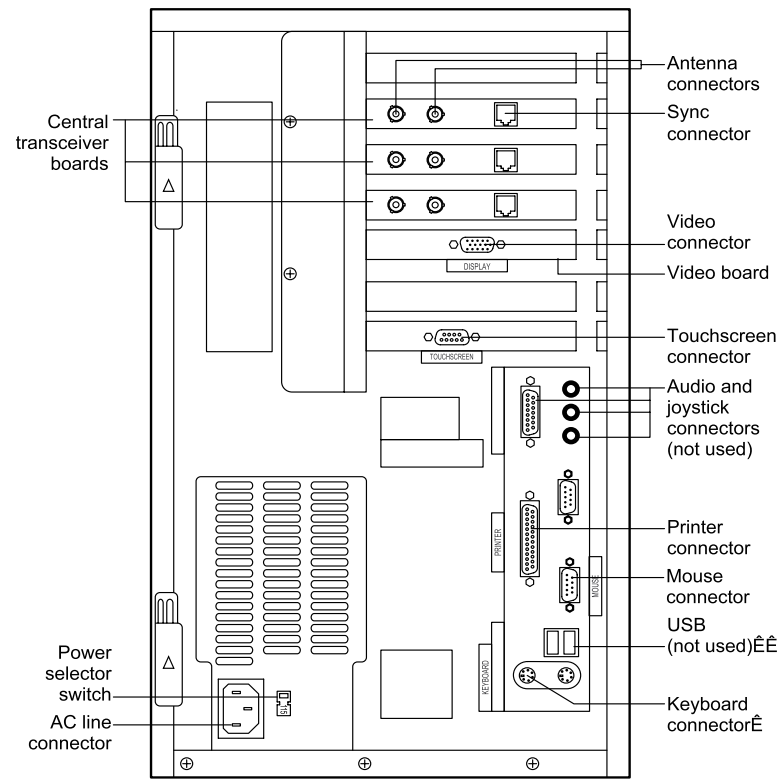 Antenna
connectors
Sync
connector
Central
transceiver
boards
Video
connector
DISPLAY
Video board
Touchscreen
connector
TOUCHSCREEN
Audio and
joystick
connectors
(not used)
Printer
connector
PRINTER
Mouse
connector
MOUSE
USB
(not used)ÊÊ
KEYBOARD
Keyboard
connectorÊ
Power
selector
switch
115
AC line
connector